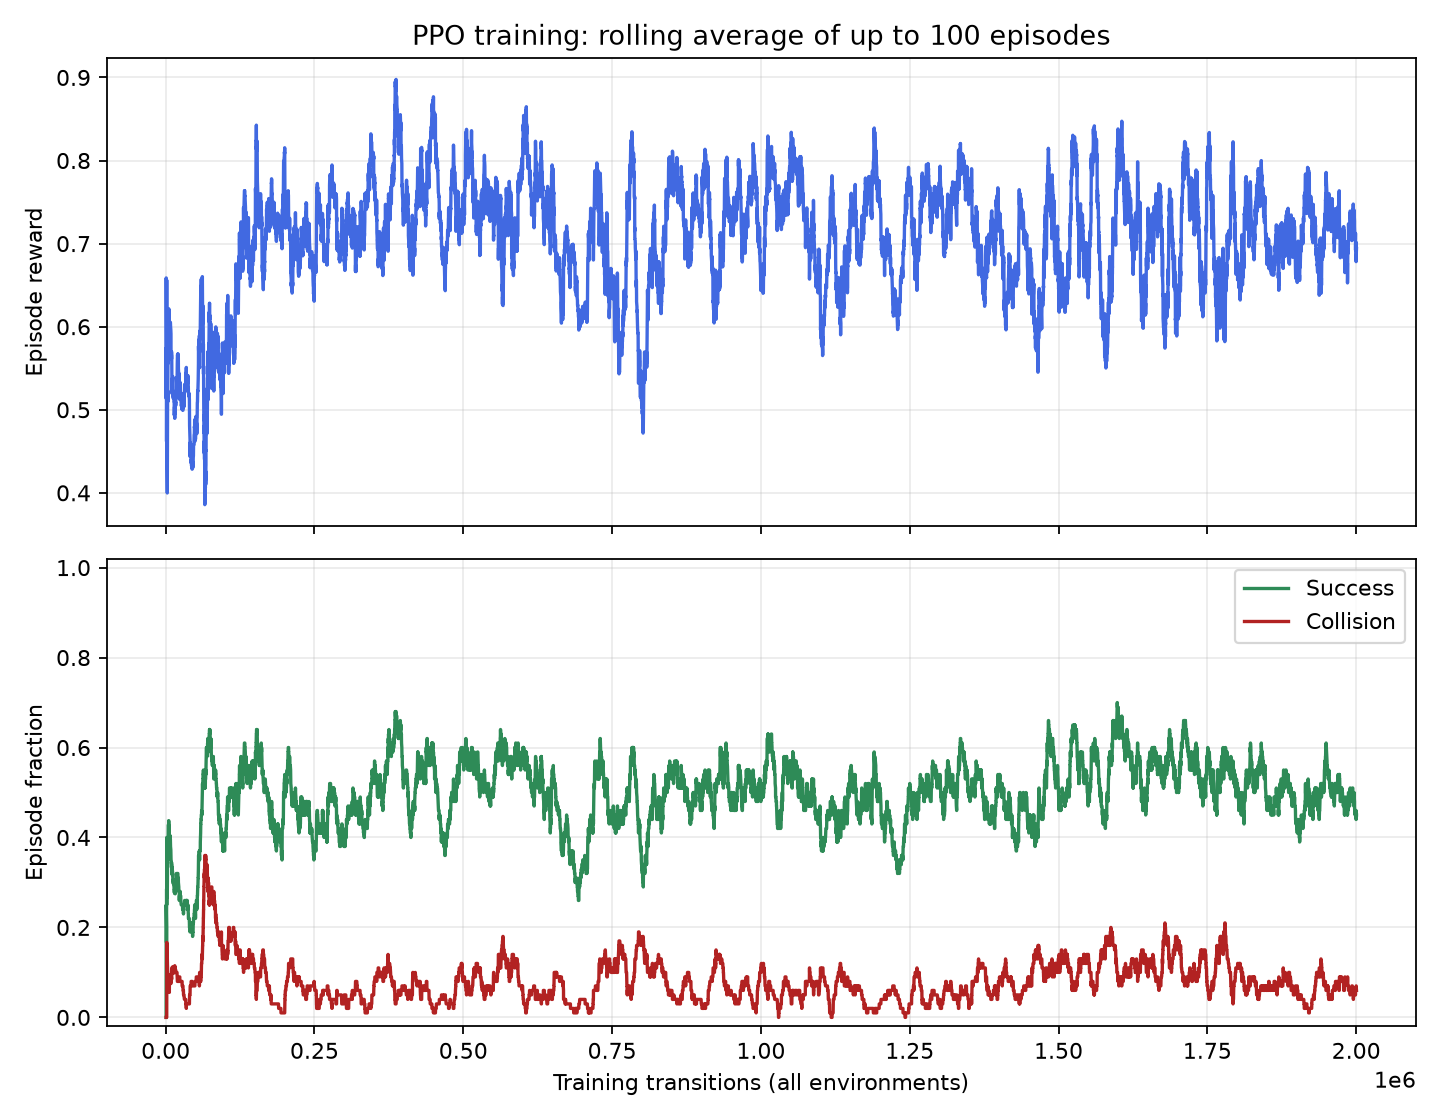 PPO training: rolling average of up to 100 episodes
Episode reward
0.9
0.8
0.7
0.6
0.5
0.4
Episode fraction
1.0
0.8
0.6
0.4
0.2
0.0
Success
Collision
0.00 0.25 0.50 0.75 1.00 1.25 1.50 1.75 2.00
1e6
Training transitions (all environments)